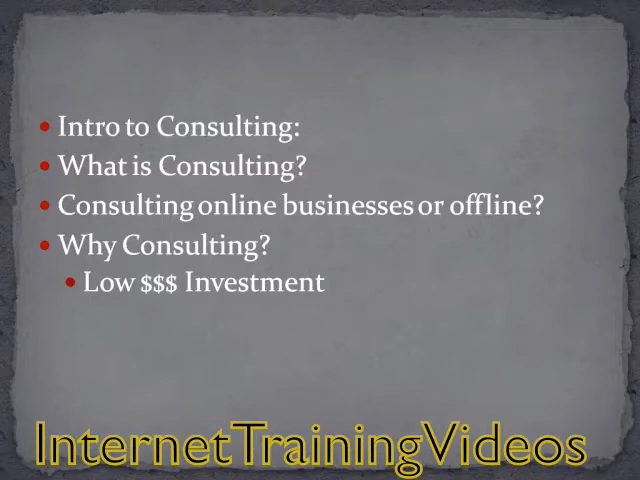 Intro to Consulting:
What is Consulting?
Consulting online businesses or offline?
Why Consulting?
Low $$$ Investment
InternetTrainingVideos